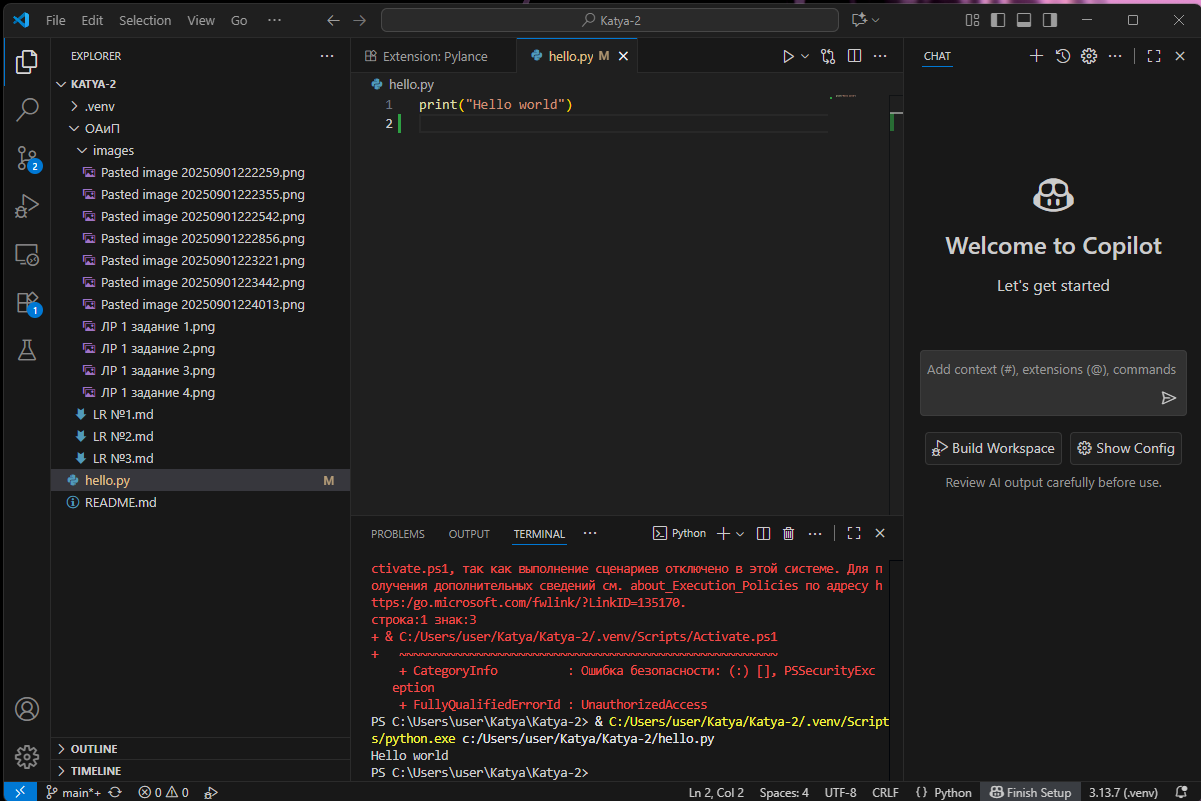 File Edit Selection View Go ··· Katya-2
EXPLORER ···
KATYA-2
.venv
ОАиП
images
Pasted image 20250901222259.png
Pasted image 20250901222355.png
Pasted image 20250901222542.png
Pasted image 20250901222856.png
Pasted image 20250901223221.png
Pasted image 20250901223442.png
Pasted image 20250901224013.png
ЛР 1 задание 1.png
ЛР 1 задание 2.png
ЛР 1 задание 3.png
ЛР 1 задание 4.png
LR №1.md
LR №2.md
LR №3.md
hello.py M
README.md
OUTLINE
TIMELINE
2
1
Extension: Pylance hello.py M
hello.py
1 print("Hello world")
2
PROBLEMS OUTPUT TERMINAL ··· Python
ctivate.ps1, так как выполнение сценариев отключено в этой системе. Для п
олучения дополнительных сведений см. about_Execution_Policies по адресу h
ttps:/go.microsoft.com/fwlink/?LinkID=135170.
строка:1 знак:3
+ & C:/Users/user/Katya/Katya-2/.venv/Scripts/Activate.ps1
+ ~~~~~~~~~~~~~~~~~~~~~~~~~~~~~~~~~~~~~~~~~~~~~~~~~~~~~~
+ CategoryInfo : Ошибка безопасности: (:) [], PSSecurityExc
eption
+ FullyQualifiedErrorId : UnauthorizedAccess
PS C:\Users\user\Katya\Katya-2> & C:/Users/user/Katya/Katya-2/.venv/Script
s/python.exe c:/Users/user/Katya/Katya-2/hello.py
Hello world
PS C:\Users\user\Katya\Katya-2>
CHAT
Welcome to Copilot
Let's get started
Add context (#), extensions (@), commands
Build Workspace Show Config
Review AI output carefully before use.
main*+ 0 0 Ln 2, Col 2 Spaces: 4 UTF-8 CRLF {} Python Finish Setup 3.13.7 (.venv)